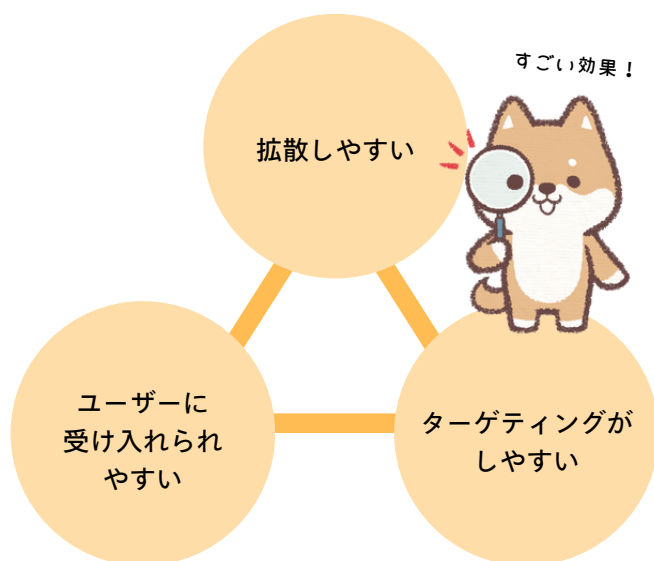 すごい効果！
拡散しやすい
ユーザーに
受け入れられ
やすい
ターゲティングが
しやすい